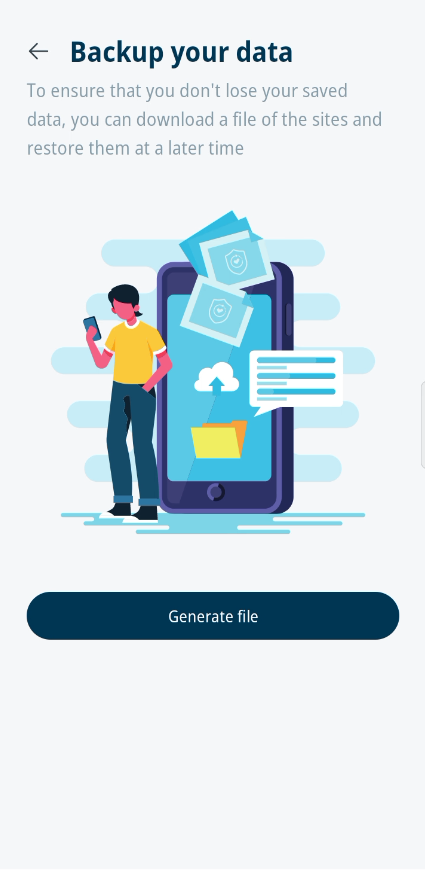 Backup your data
To ensure that you don't lose your saved
data, you can download a file of the sites and
restore them at a later time
Generate file